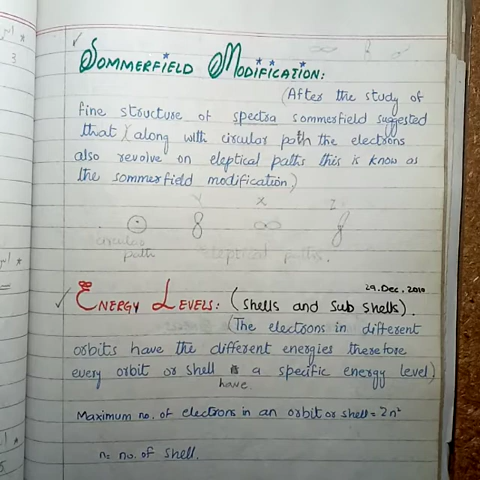 SOMMERFIELD MODIFICATION:
(After the study of
fine structure of spectra sommerfield suggested
that )( along with circular path the electrons
also revolve on eleptical paths this is know as
the sommerfield modification)
Y X Z
circular eleptical paths.
path
29.Dec.2010
ENERGY LEVELS: (shells and sub shells).
(The electrons in different
orbits have the different energies therefore
every orbit or shell a specific energy level)
have
Maximum no. of electrons in an orbit or shell = 2n²
n= no. of shell.